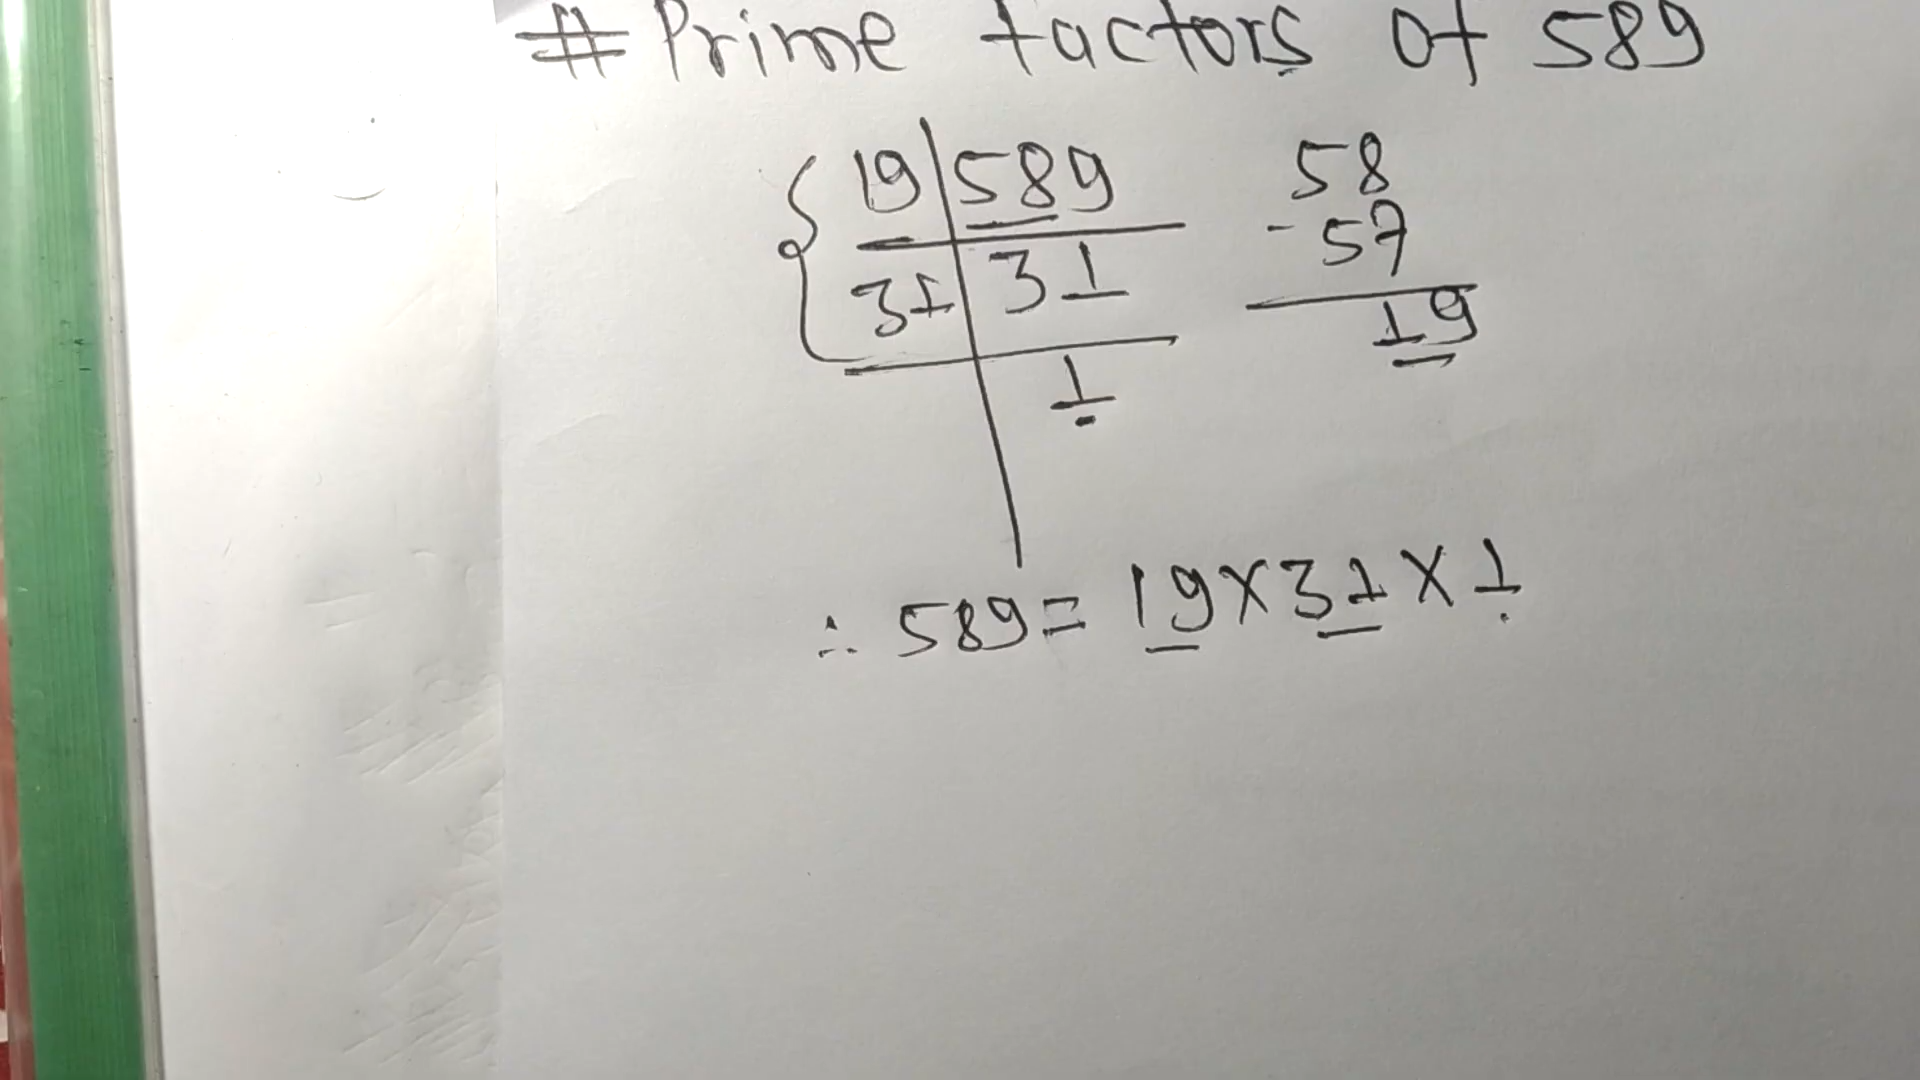 # Prime factors of 589
19 | 589
31 | 31
1
58
- 57
19
∴ 589 = 19 × 31 × 1